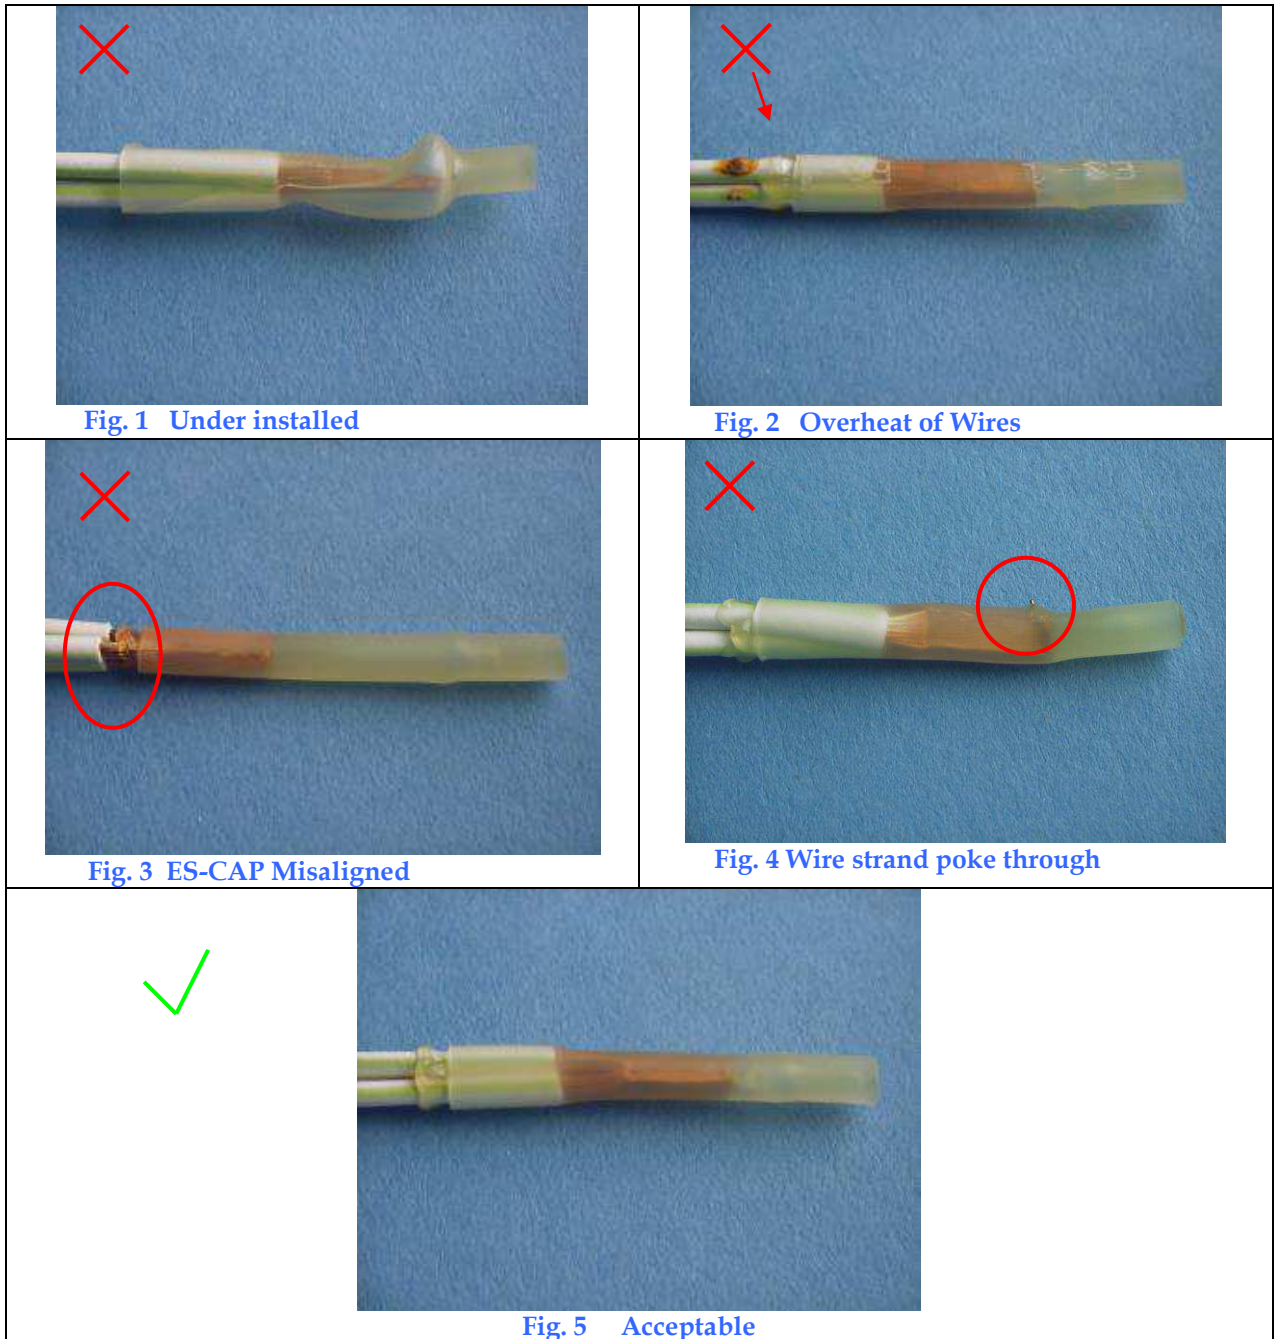 Fig. 1 Under installed
Fig. 2 Overheat of Wires
Fig. 3 ES-CAP Misaligned
Fig. 4 Wire strand poke through
Fig. 5 Acceptable